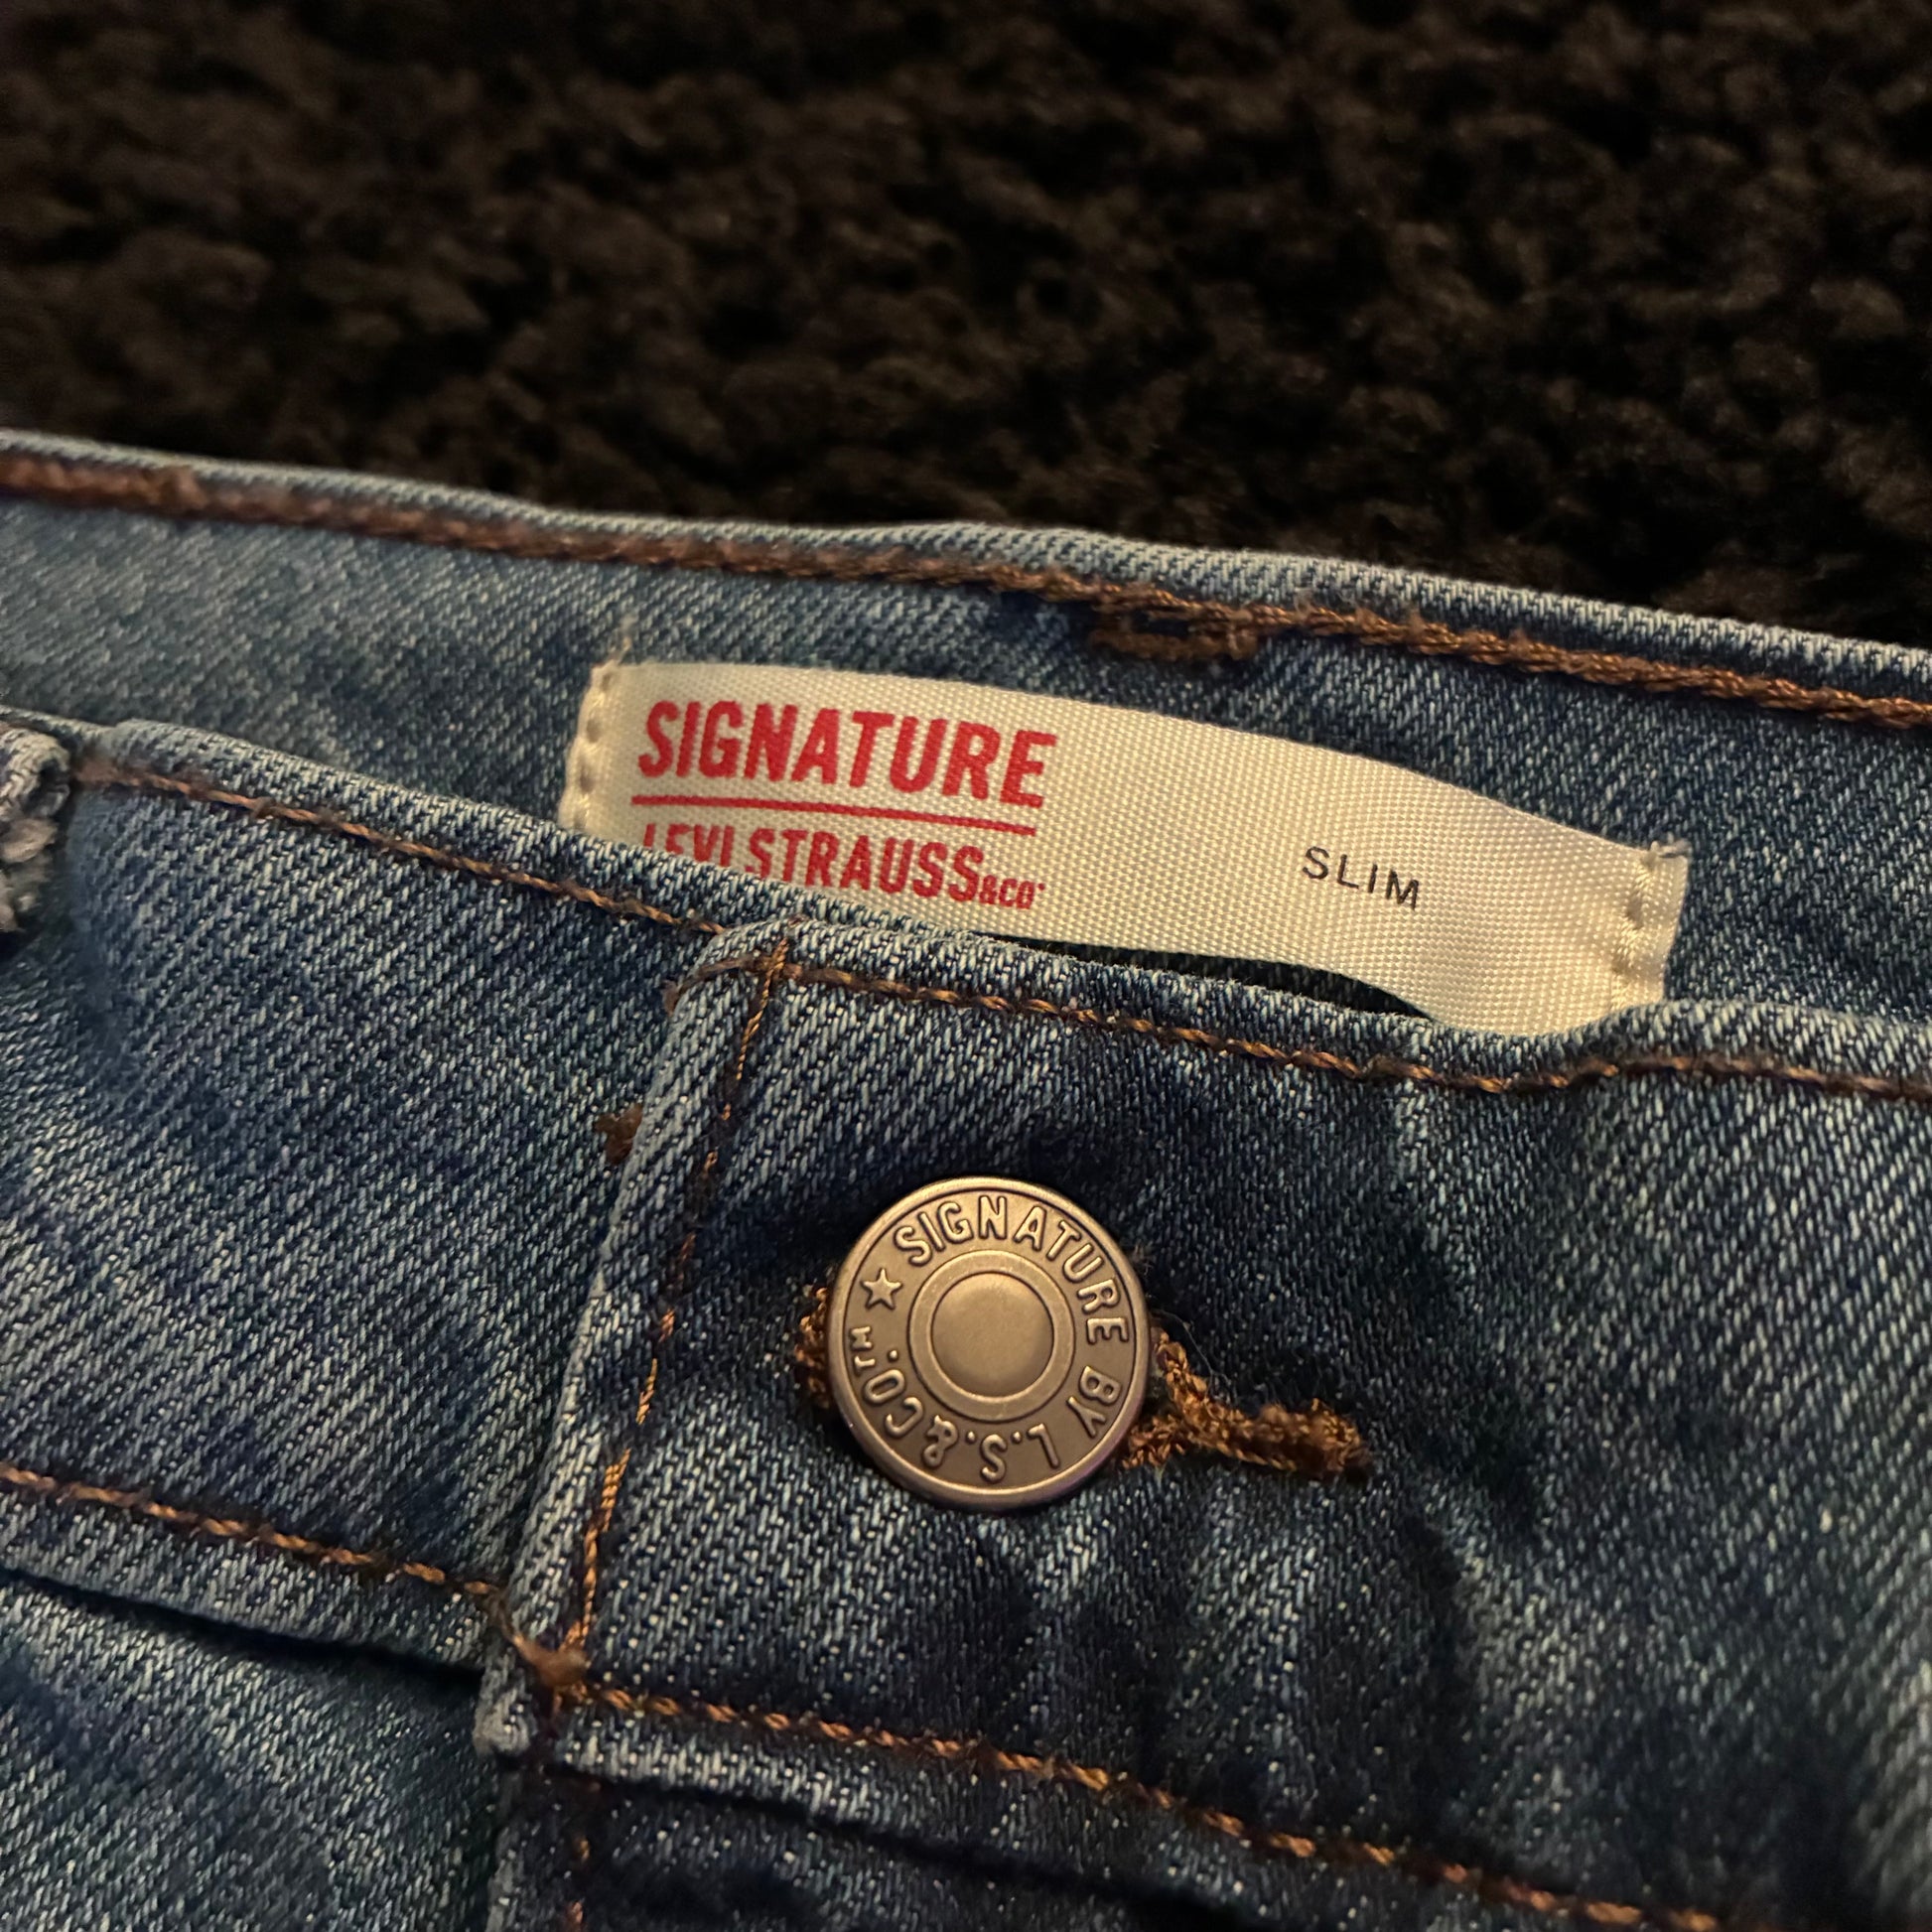 SIGNATURE
LEVI STRAUSS &CO
SLIM
★ SIGNATURE BY L.S. & CO. TM